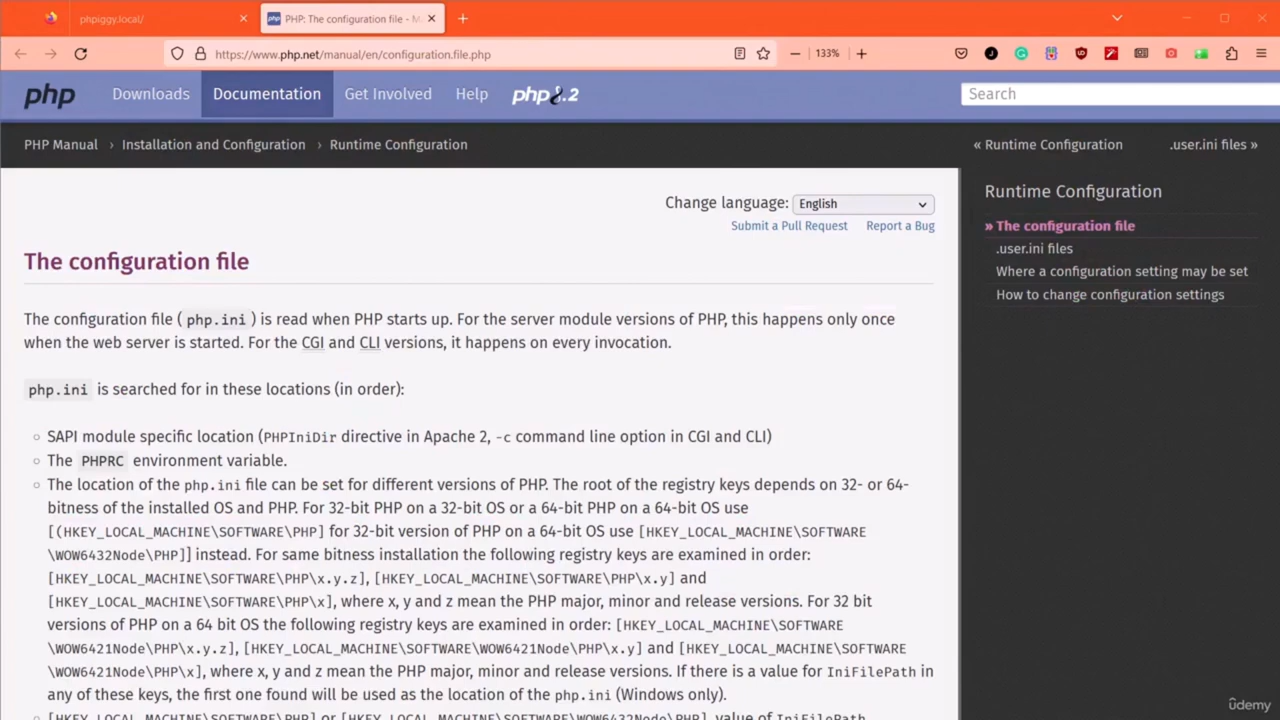 phpiggy.local/
php PHP: The configuration file - M
https://www.php.net/manual/en/configuration.file.php
133%
php
Downloads
Documentation
Get Involved
Help
php8.2
Search
PHP Manual › Installation and Configuration › Runtime Configuration
« Runtime Configuration
.user.ini files »
Change language: English
Submit a Pull Request
Report a Bug
The configuration file
The configuration file ( php.ini ) is read when PHP starts up. For the server module versions of PHP, this happens only once
when the web server is started. For the CGI and CLI versions, it happens on every invocation.
php.ini is searched for in these locations (in order):
SAPI module specific location (PHPIniDir directive in Apache 2, -c command line option in CGI and CLI)
The PHPRC environment variable.
The location of the php.ini file can be set for different versions of PHP. The root of the registry keys depends on 32- or 64-
bitness of the installed OS and PHP. For 32-bit PHP on a 32-bit OS or a 64-bit PHP on a 64-bit OS use
[(HKEY_LOCAL_MACHINE\SOFTWARE\PHP] for 32-bit version of PHP on a 64-bit OS use [HKEY_LOCAL_MACHINE\SOFTWARE
\WOW6432Node\PHP]] instead. For same bitness installation the following registry keys are examined in order:
[HKEY_LOCAL_MACHINE\SOFTWARE\PHP\x.y.z], [HKEY_LOCAL_MACHINE\SOFTWARE\PHP\x.y] and
[HKEY_LOCAL_MACHINE\SOFTWARE\PHP\x], where x, y and z mean the PHP major, minor and release versions. For 32 bit
versions of PHP on a 64 bit OS the following registry keys are examined in order: [HKEY_LOCAL_MACHINE\SOFTWARE
\WOW6421Node\PHP\x.y.z], [HKEY_LOCAL_MACHINE\SOFTWARE\WOW6421Node\PHP\x.y] and [HKEY_LOCAL_MACHINE\SOFTWARE
\WOW6421Node\PHP\x], where x, y and z mean the PHP major, minor and release versions. If there is a value for IniFilePath in
any of these keys, the first one found will be used as the location of the php.ini (Windows only).
[HKEY_LOCAL_MACHINE\SOFTWARE\PHP] or [HKEY_LOCAL_MACHINE\SOFTWARE\WOW6432Node\PHP], value of IniFilePath
Runtime Configuration
» The configuration file
.user.ini files
Where a configuration setting may be set
How to change configuration settings
ûdemy